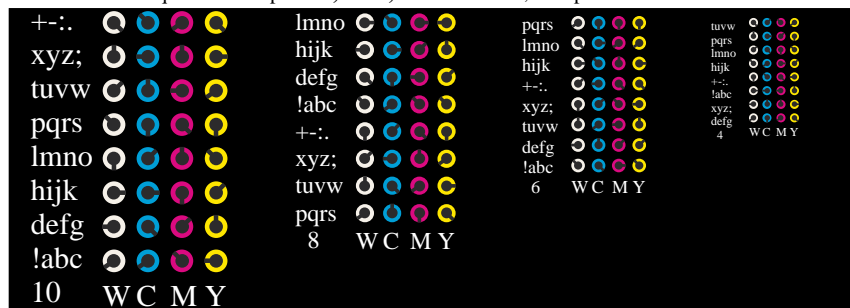 +-:.
xyz;
tuvw
pqrs
lmno
hijk
defg
!abc
10 W C M Y
lmno
hijk
defg
!abc
+-:.
xyz;
tuvw
pqrs
8 W C M Y
pqrs
lmno
hijk
+-:.
xyz;
tuvw
defg
!abc
6 W C M Y
tuvw
pqrs
lmno
hijk
+-:.
!abc
xyz;
defg
4 W C M Y